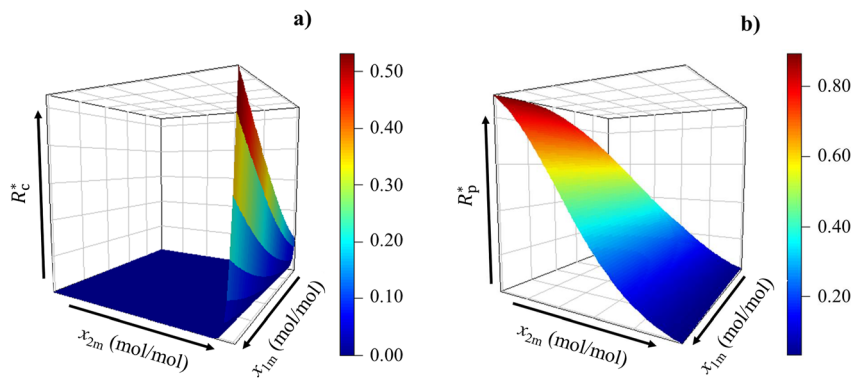 a)
R*c
0.50
0.40
0.30
0.20
0.10
0.00
x2m (mol/mol)
x1m (mol/mol)
b)
R*p
0.80
0.60
0.40
0.20
x2m (mol/mol)
x1m (mol/mol)